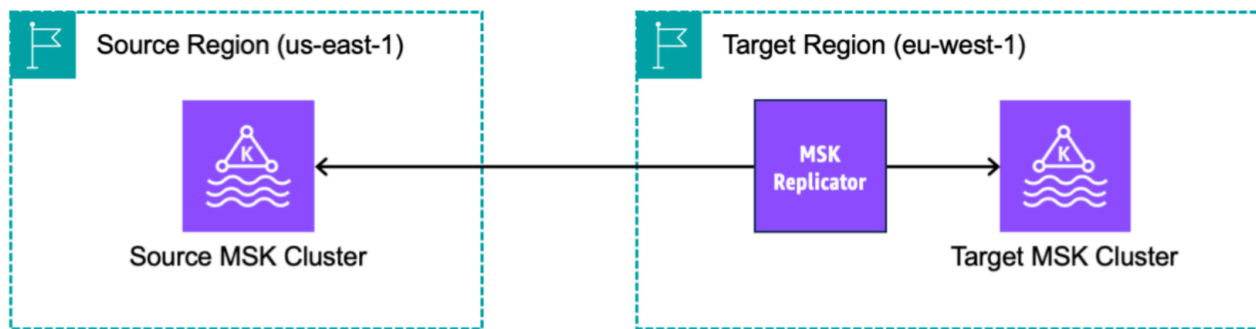 Source Region (us-east-1)
Target Region (eu-west-1)
K
MSK
Replicator
K
Source MSK Cluster
Target MSK Cluster